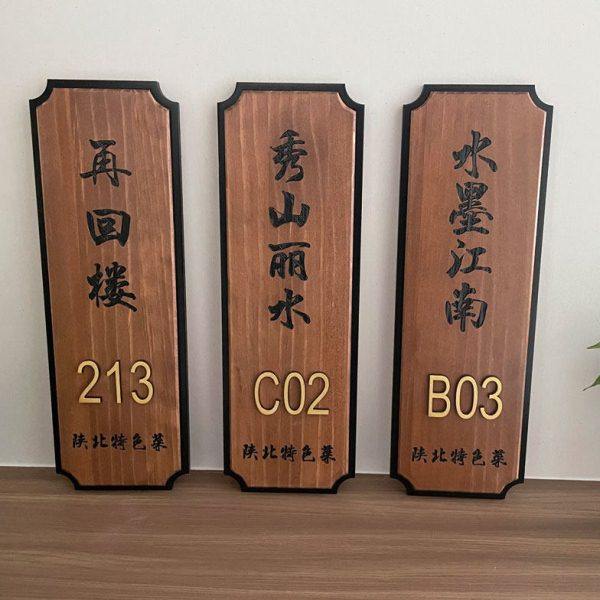 再回楼
213
陕北特色菜
秀山丽水
C02
陕北特色菜
水墨江南
B03
陕北特色菜